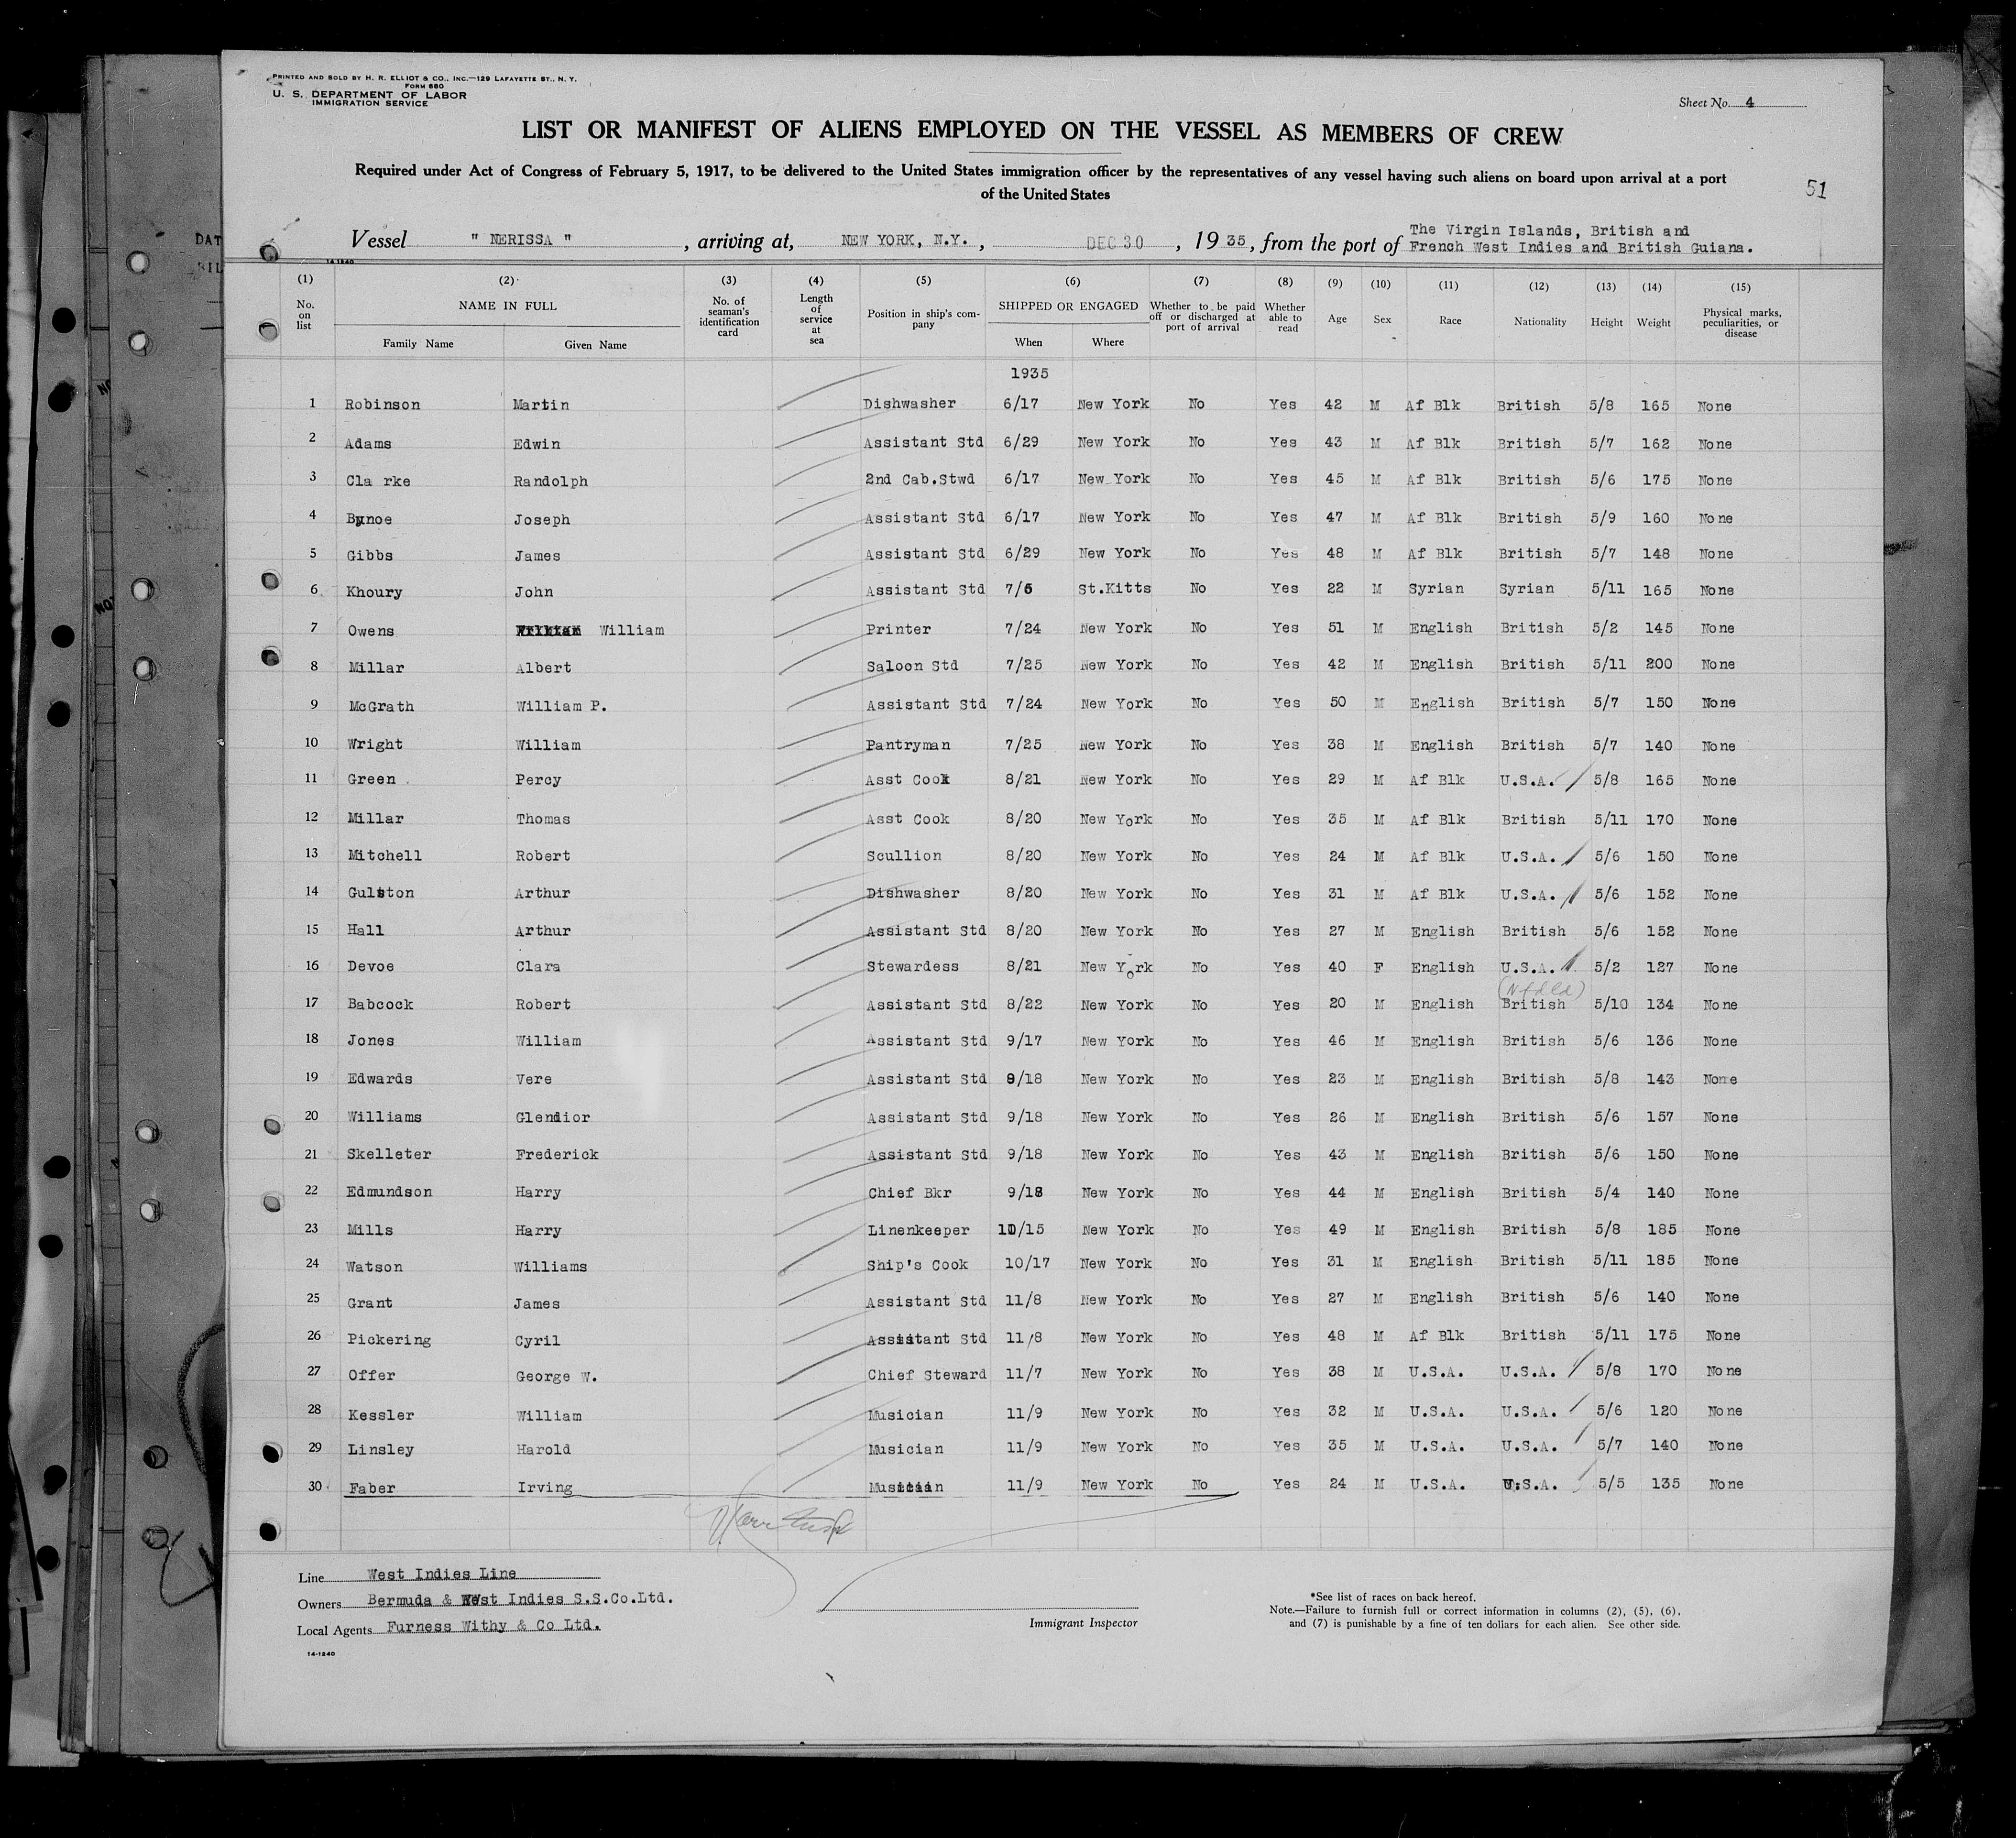 PRINTED AND SOLD BY H. R. ELLIOT & CO., INC.—129 LAFAYETTE ST., N. Y.
FORM 680
U. S. DEPARTMENT OF LABOR
IMMIGRATION SERVICE
Sheet No. 4
LIST OR MANIFEST OF ALIENS EMPLOYED ON THE VESSEL AS MEMBERS OF CREW
Required under Act of Congress of February 5, 1917, to be delivered to the United States immigration officer by the representatives of any vessel having such aliens on board upon arrival at a port
of the United States
51
Vessel " NERISSA ", arriving at, NEW YORK, N.Y. , DEC 30 , 1935, from the port of The Virgin Islands, British and
French West Indies and British Guiana.
14-1240
(1) (2) (3) (4) (5) (6) (7) (8) (9) (10) (11) (12) (13) (14) (15)
No. on list NAME IN FULL Family Name Given Name No. of seaman's identification card Length of service at sea Position in ship's company SHIPPED OR ENGAGED When Where Whether to be paid off or discharged at port of arrival Whether able to read Age Sex Race Nationality Height Weight Physical marks, peculiarities, or disease
1935
1 Robinson Martin Dishwasher 6/17 New York No Yes 42 M Af Blk British 5/8 165 None
2 Adams Edwin Assistant Std 6/29 New York No Yes 43 M Af Blk British 5/7 162 None
3 Cla rke Randolph 2nd Cab.Stwd 6/17 New York No Yes 45 M Af Blk British 5/6 175 None
4 Bynoe Joseph Assistant Std 6/17 New York No Yes 47 M Af Blk British 5/9 160 None
5 Gibbs James Assistant Std 6/29 New York No Yes 48 M Af Blk British 5/7 148 None
6 Khoury John Assistant Std 7/6 St.Kitts No Yes 22 M Syrian Syrian 5/11 165 None
7 Owens William Printer 7/24 New York No Yes 51 M English British 5/2 145 None
8 Millar Albert Saloon Std 7/25 New York No Yes 42 M English British 5/11 200 None
9 McGrath William P. Assistant Std 7/24 New York No Yes 50 M English British 5/7 150 None
10 Wright William Pantryman 7/25 New York No Yes 38 M English British 5/7 140 None
11 Green Percy Asst Cook 8/21 New York No Yes 29 M Af Blk U.S.A. 5/8 165 None
12 Millar Thomas Asst Cook 8/20 New York No Yes 35 M Af Blk British 5/11 170 None
13 Mitchell Robert Scullion 8/20 New York No Yes 24 M Af Blk U.S.A. 5/6 150 None
14 Gulston Arthur Dishwasher 8/20 New York No Yes 31 M Af Blk U.S.A. 5/6 152 None
15 Hall Arthur Assistant Std 8/20 New York No Yes 27 M English British 5/6 152 None
16 Devoe Clara Stewardess 8/21 New York No Yes 40 F English U.S.A. 5/2 127 None
(Nfdld)
17 Babcock Robert Assistant Std 8/22 New York No Yes 20 M English British 5/10 134 None
18 Jones William Assistant Std 9/17 New York No Yes 46 M English British 5/6 136 None
19 Edwards Vere Assistant Std 9/18 New York No Yes 23 M English British 5/8 143 None
20 Williams Glendior Assistant Std 9/18 New York No Yes 26 M English British 5/6 157 None
21 Skelleter Frederick Assistant Std 9/18 New York No Yes 43 M English British 5/6 150 None
22 Edmundson Harry Chief Bkr 9/18 New York No Yes 44 M English British 5/4 140 None
23 Mills Harry Linenkeeper /15 New York No Yes 49 M English British 5/8 185 None
24 Watson Williams Ship's Cook 10/17 New York No Yes 31 M English British 5/11 185 None
25 Grant James Assistant Std 11/8 New York No Yes 27 M English British 5/6 140 None
26 Pickering Cyril Assistant Std 11/8 New York No Yes 48 M Af Blk British 5/11 175 None
27 Offer George W. Chief Steward 11/7 New York No Yes 38 M U.S.A. U.S.A. 5/8 170 None
28 Kessler William Musician 11/9 New York No Yes 32 M U.S.A. U.S.A. 5/6 120 None
29 Linsley Harold Musician 11/9 New York No Yes 35 M U.S.A. U.S.A. 5/7 140 None
30 Faber Irving Musician 11/9 New York No Yes 24 M U.S.A. U.S.A. 5/5 135 None
Line West Indies Line
Owners Bermuda & West Indies S.S.Co.Ltd.
Local Agents Furness Withy & Co Ltd.
14-1240
Immigrant Inspector
*See list of races on back hereof.
Note.—Failure to furnish full or correct information in columns (2), (5), (6),
and (7) is punishable by a fine of ten dollars for each alien. See other side.